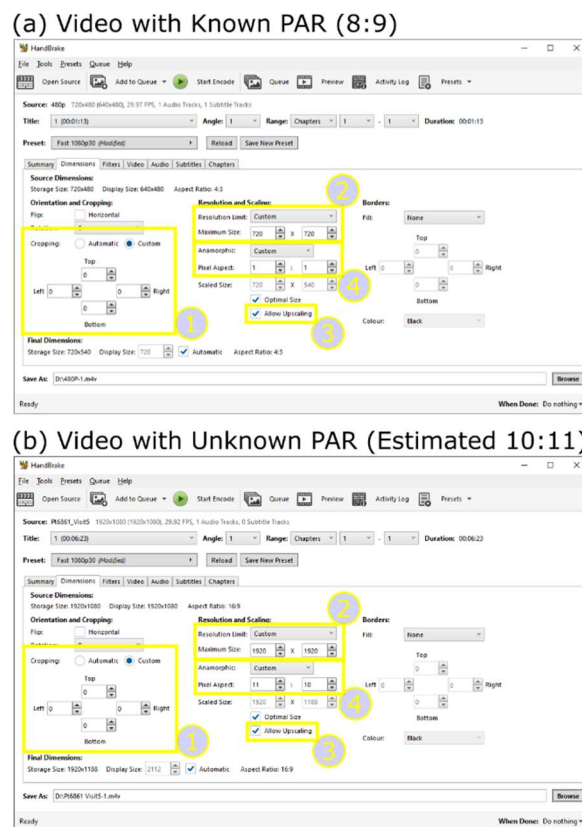 (a) Video with Known PAR (8:9)
HandBrake
File Tools Presets Queue Help
Open Source Add to Queue Start Encode Queue Preview Activity Log Presets
Source: 480p 720x480 (640x480), 29.97 FPS, 1 Audio Tracks, 1 Subtitle Tracks
Title: 1 (00:01:13) Angle: 1 Range: Chapters 1 - 1 Duration: 00:01:13
Preset: Fast 1080p30 (Modified) Reload Save New Preset
Summary Dimensions Filters Video Audio Subtitles Chapters
Source Dimensions:
Storage Size: 720x480 Display Size: 640x480 Aspect Ratio: 4:3
Orientation and Cropping: Resolution and Scaling: Borders:
2
Flip: Horizontal Resolution Limit: Custom Fill: None
Maximum Size: 720 X 720
Cropping: Automatic Custom Anamorphic: Custom Top
Top Pixel Aspect: 1 : 1 0
0 Scaled Size: 720 X 540 4 Left 0 0 Right
Left 0 0 Right Optimal Size 0
0 Allow Upscaling Bottom
Bottom 1 3 Colour: Black
Final Dimensions:
Storage Size: 720x540 Display Size: 720 Automatic Aspect Ratio: 4:3
Save As: D:\480P-1.m4v Browse
Ready When Done: Do nothing
(b) Video with Unknown PAR (Estimated 10:11)
HandBrake
File Tools Presets Queue Help
Open Source Add to Queue Start Encode Queue Preview Activity Log Presets
Source: Pt6861_Visit5 1920x1080 (1920x1080), 29.92 FPS, 1 Audio Tracks, 0 Subtitle Tracks
Title: 1 (00:06:23) Angle: 1 Range: Chapters 1 - 1 Duration: 00:06:23
Preset: Fast 1080p30 (Modified) Reload Save New Preset
Summary Dimensions Filters Video Audio Subtitles Chapters
Source Dimensions:
Storage Size: 1920x1080 Display Size: 1920x1080 Aspect Ratio: 16:9
Orientation and Cropping: Resolution and Scaling: Borders:
2
Flip: Horizontal Resolution Limit: Custom Fill: None
Maximum Size: 1920 X 1920
Cropping: Automatic Custom Anamorphic: Custom Top
Top Pixel Aspect: 11 : 10 0
0 Scaled Size: 1920 X 1188 4 Left 0 0 Right
Left 0 0 Right Optimal Size 0
0 Allow Upscaling Bottom
Bottom 1 3 Colour: Black
Final Dimensions:
Storage Size: 1920x1188 Display Size: 2112 Automatic Aspect Ratio: 16:9
Save As: D:\Pt6861 Visit5-1.m4v Browse
Ready When Done: Do nothing